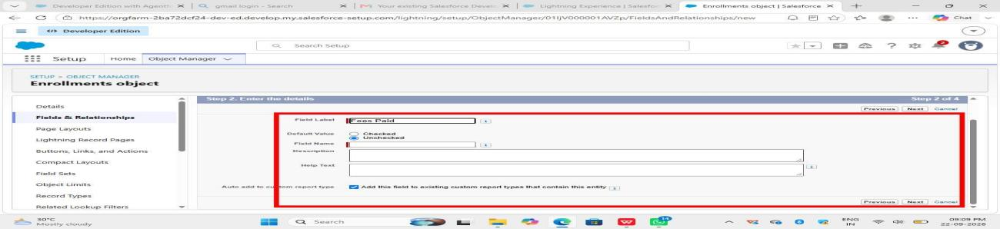 Developer Edition with Agentf
gmail login - Search
Your existing Salesforce Develo
Lightning Experience | Salesfo
Enrollments object | Salesforce
https://orgfarm-2ba72dcf24-dev-ed.develop.my.salesforce-setup.com/lightning/setup/ObjectManager/01IjV000001AVZp/FieldsAndRelationships/new
Chat
</> Developer Edition
Search Setup
2
Setup
Home
Object Manager
SETUP > OBJECT MANAGER
Enrollments object
Details
Fields & Relationships
Page Layouts
Lightning Record Pages
Buttons, Links, and Actions
Compact Layouts
Field Sets
Object Limits
Record Types
Related Lookup Filters
Step 2. Enter the details
Step 2 of 4
Previous Next Cancel
Field Label Fees Paid
Default Value Checked
Unchecked
Field Name
Description
Help Text
Auto add to custom report type Add this field to existing custom report types that contain this entity
Previous Next Cancel
30°C
Mostly cloudy
Search
14
ENG
IN
09:09 PM
22-09-2026